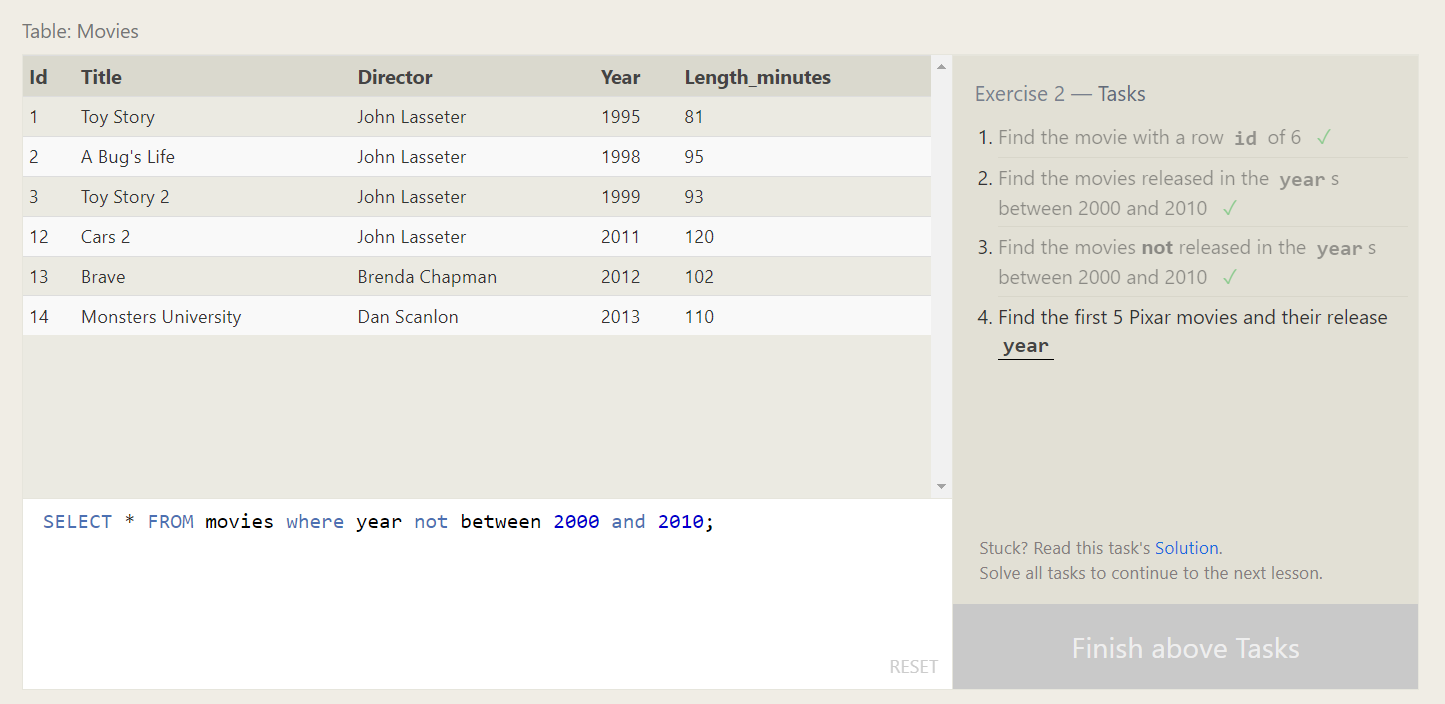 Table: Movies
Id Title Director Year Length_minutes
1 Toy Story John Lasseter 1995 81
2 A Bug's Life John Lasseter 1998 95
3 Toy Story 2 John Lasseter 1999 93
12 Cars 2 John Lasseter 2011 120
13 Brave Brenda Chapman 2012 102
14 Monsters University Dan Scanlon 2013 110
SELECT * FROM movies where year not between 2000 and 2010;
RESET
Exercise 2 — Tasks
1. Find the movie with a row id of 6 ✓
2. Find the movies released in the year s
between 2000 and 2010 ✓
3. Find the movies not released in the year s
between 2000 and 2010 ✓
4. Find the first 5 Pixar movies and their release
year
Stuck? Read this task's Solution.
Solve all tasks to continue to the next lesson.
Finish above Tasks